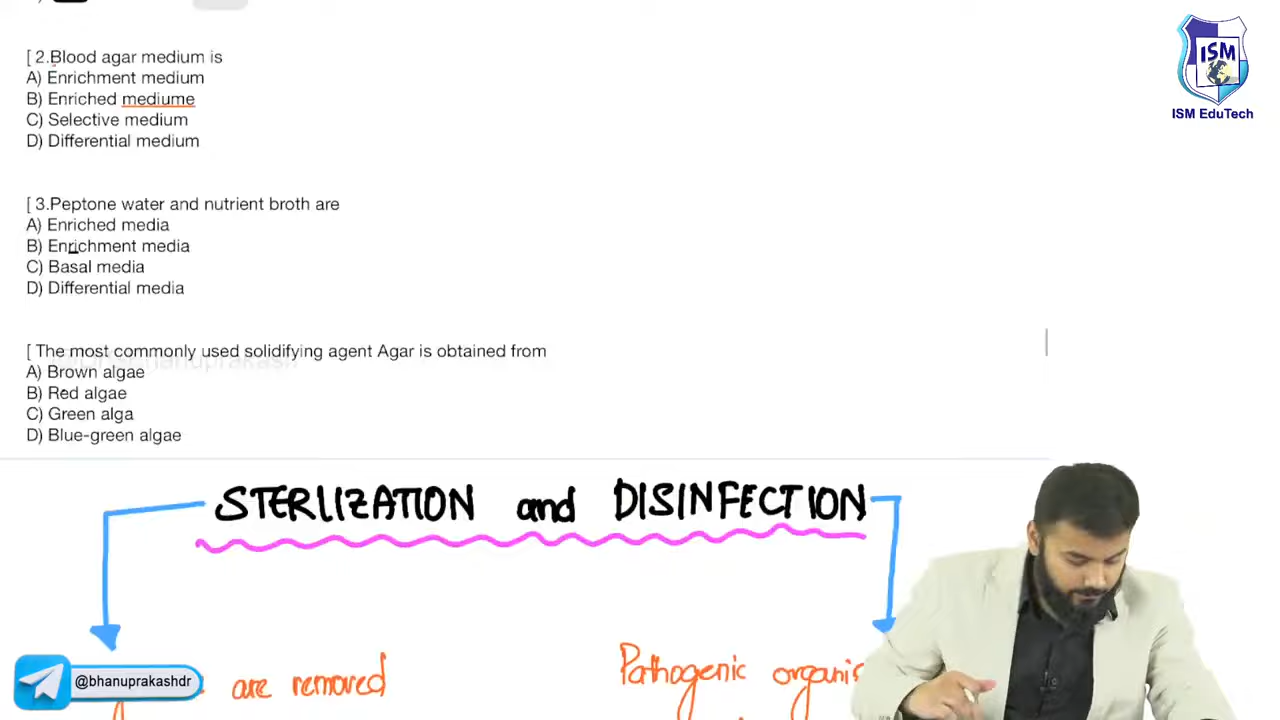 [ 2.Blood agar medium is
A) Enrichment medium
B) Enriched mediume
C) Selective medium
D) Differential medium
[ 3.Peptone water and nutrient broth are
A) Enriched media
B) Enrichment media
C) Basal media
D) Differential media
[ The most commonly used solidifying agent Agar is obtained from
A) Brown algae
B) Red algae
C) Green alga
D) Blue-green algae
STERLIZATION and DISINFECTION
are removed
Pathogenic organis
@bhanuprakashdr
ISM
ISM EduTech